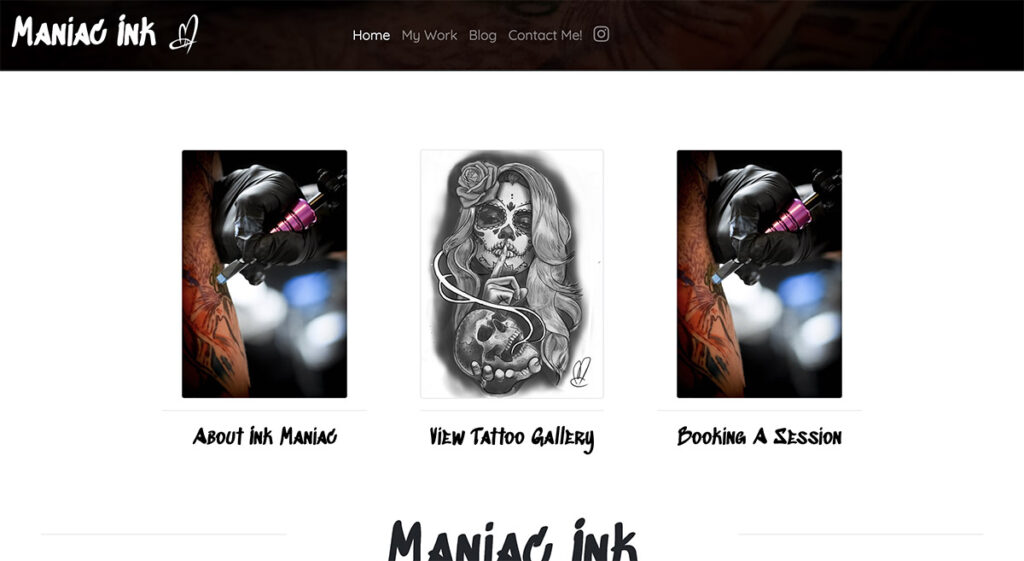 Maniac Ink
Home My Work Blog Contact Me!
About Ink Maniac
View Tattoo Gallery
Booking A Session
Maniac Ink